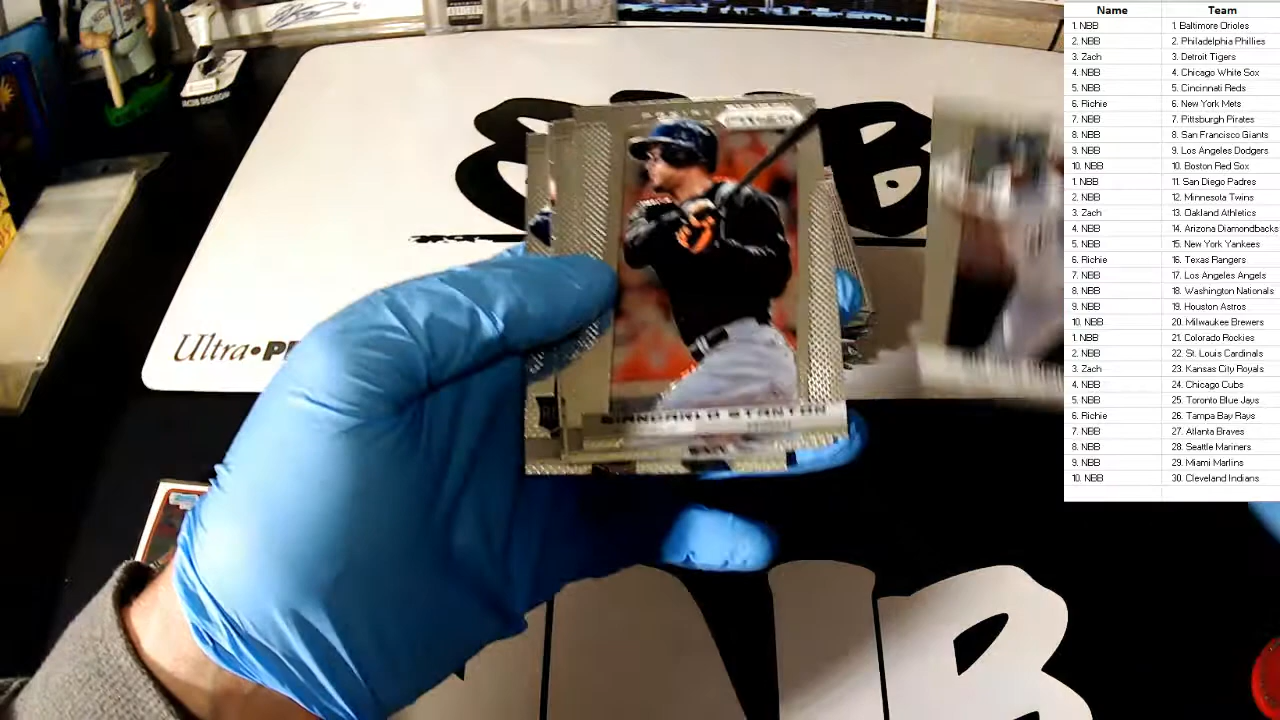 JACOB DEGROM
PRIZM
GIANCARLO STANTON
Ultra•P
Name Team
1. NBB 1. Baltimore Orioles
2. NBB 2. Philadelphia Phillies
3. Zach 3. Detroit Tigers
4. NBB 4. Chicago White Sox
5. NBB 5. Cincinnati Reds
6. Richie 6. New York Mets
7. NBB 7. Pittsburgh Pirates
8. NBB 8. San Francisco Giants
9. NBB 9. Los Angeles Dodgers
10. NBB 10. Boston Red Sox
1. NBB 11. San Diego Padres
2. NBB 12. Minnesota Twins
3. Zach 13. Oakland Athletics
4. NBB 14. Arizona Diamondbacks
5. NBB 15. New York Yankees
6. Richie 16. Texas Rangers
7. NBB 17. Los Angeles Angels
8. NBB 18. Washington Nationals
9. NBB 19. Houston Astros
10. NBB 20. Milwaukee Brewers
1. NBB 21. Colorado Rockies
2. NBB 22. St. Louis Cardinals
3. Zach 23. Kansas City Royals
4. NBB 24. Chicago Cubs
5. NBB 25. Toronto Blue Jays
6. Richie 26. Tampa Bay Rays
7. NBB 27. Atlanta Braves
8. NBB 28. Seattle Mariners
9. NBB 29. Miami Marlins
10. NBB 30. Cleveland Indians